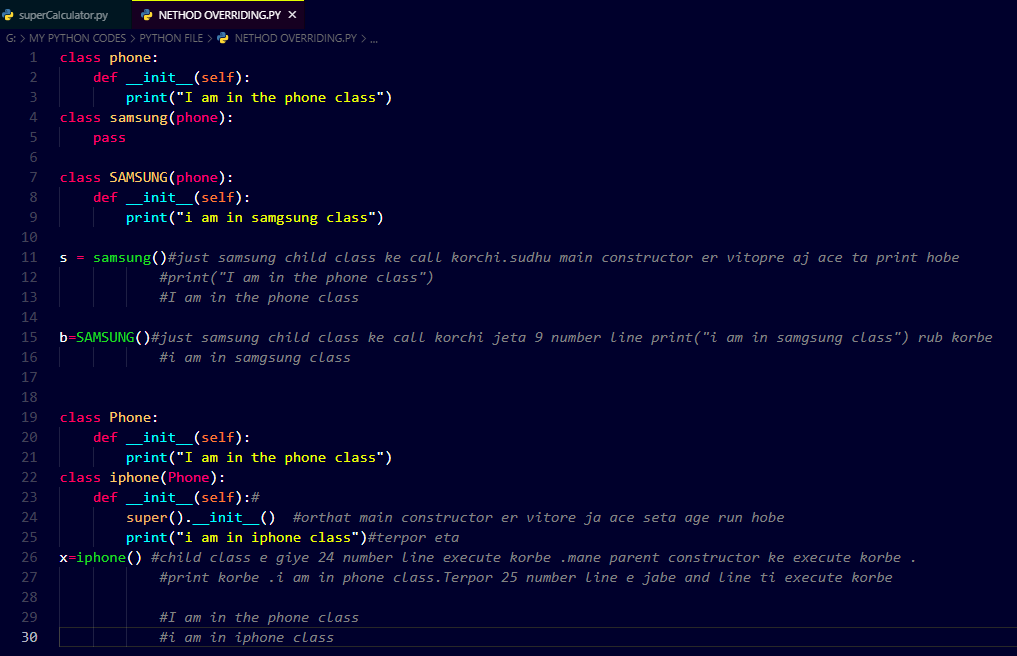 superCalculator.py NETHOD OVERRIDING.PY ×
G: > MY PYTHON CODES > PYTHON FILE > NETHOD OVERRIDING.PY > ...
1 class phone:
2     def __init__(self):
3         print("I am in the phone class")
4 class samsung(phone):
5     pass
6
7 class SAMSUNG(phone):
8     def __init__(self):
9         print("i am in samgsung class")
10
11 s = samsung()#just samsung child class ke call korchi.sudhu main constructor er vitopre aj ace ta print hobe
12             #print("I am in the phone class")
13             #I am in the phone class
14
15 b=SAMSUNG()#just samsung child class ke call korchi jeta 9 number line print("i am in samgsung class") rub korbe
16             #i am in samgsung class
17
18
19 class Phone:
20     def __init__(self):
21         print("I am in the phone class")
22 class iphone(Phone):
23     def __init__(self):#
24         super().__init__()  #orthat main constructor er vitore ja ace seta age run hobe
25         print("i am in iphone class")#terpor eta
26 x=iphone() #child class e giye 24 number line execute korbe .mane parent constructor ke execute korbe .
27             #print korbe .i am in phone class.Terpor 25 number line e jabe and line ti execute korbe
28
29             #I am in the phone class
30             #i am in iphone class